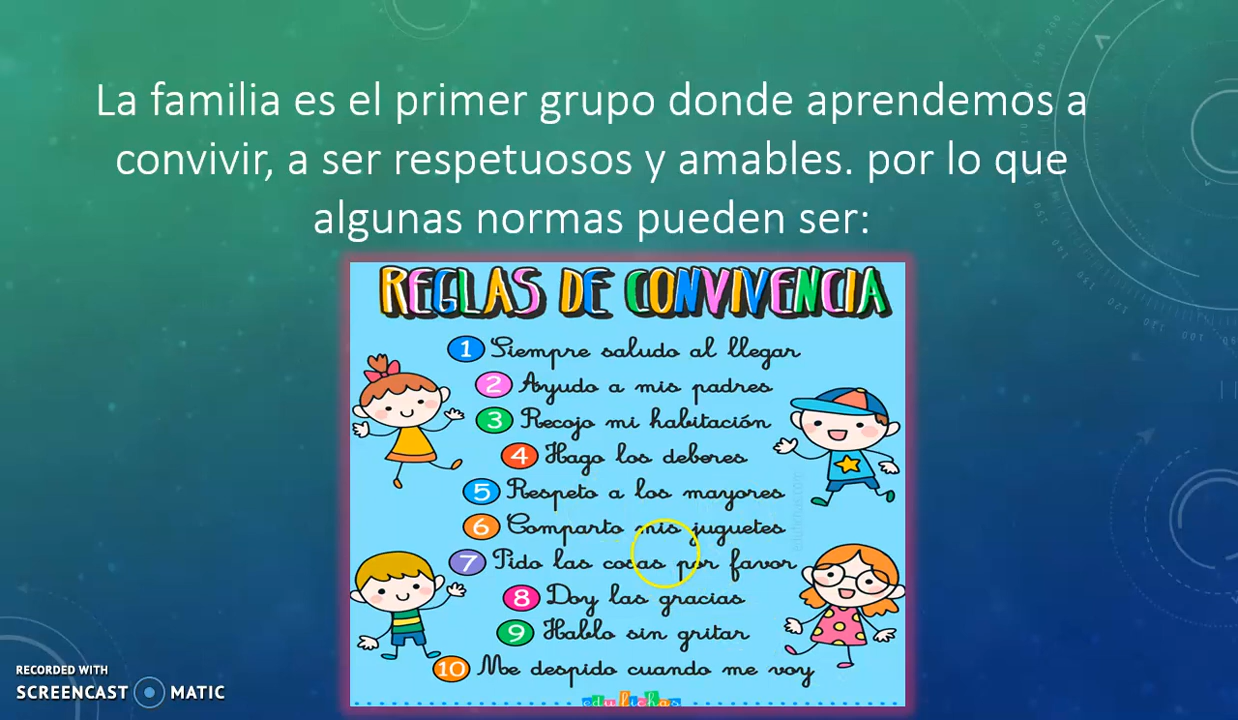 La familia es el primer grupo donde aprendemos a
convivir, a ser respetuosos y amables. por lo que
algunas normas pueden ser:
REGLAS DE CONVIVENCIA
1 Siempre saludo al llegar
2 Ayudo a mis padres
3 Recojo mi habitación
4 Hago los deberes
5 Respeto a los mayores
6 Comparto mis juguetes
7 Pido las cosas por favor
8 Doy las gracias
9 Hablo sin gritar
10 Me despido cuando me voy
edufichas
RECORDED WITH
SCREENCAST MATIC